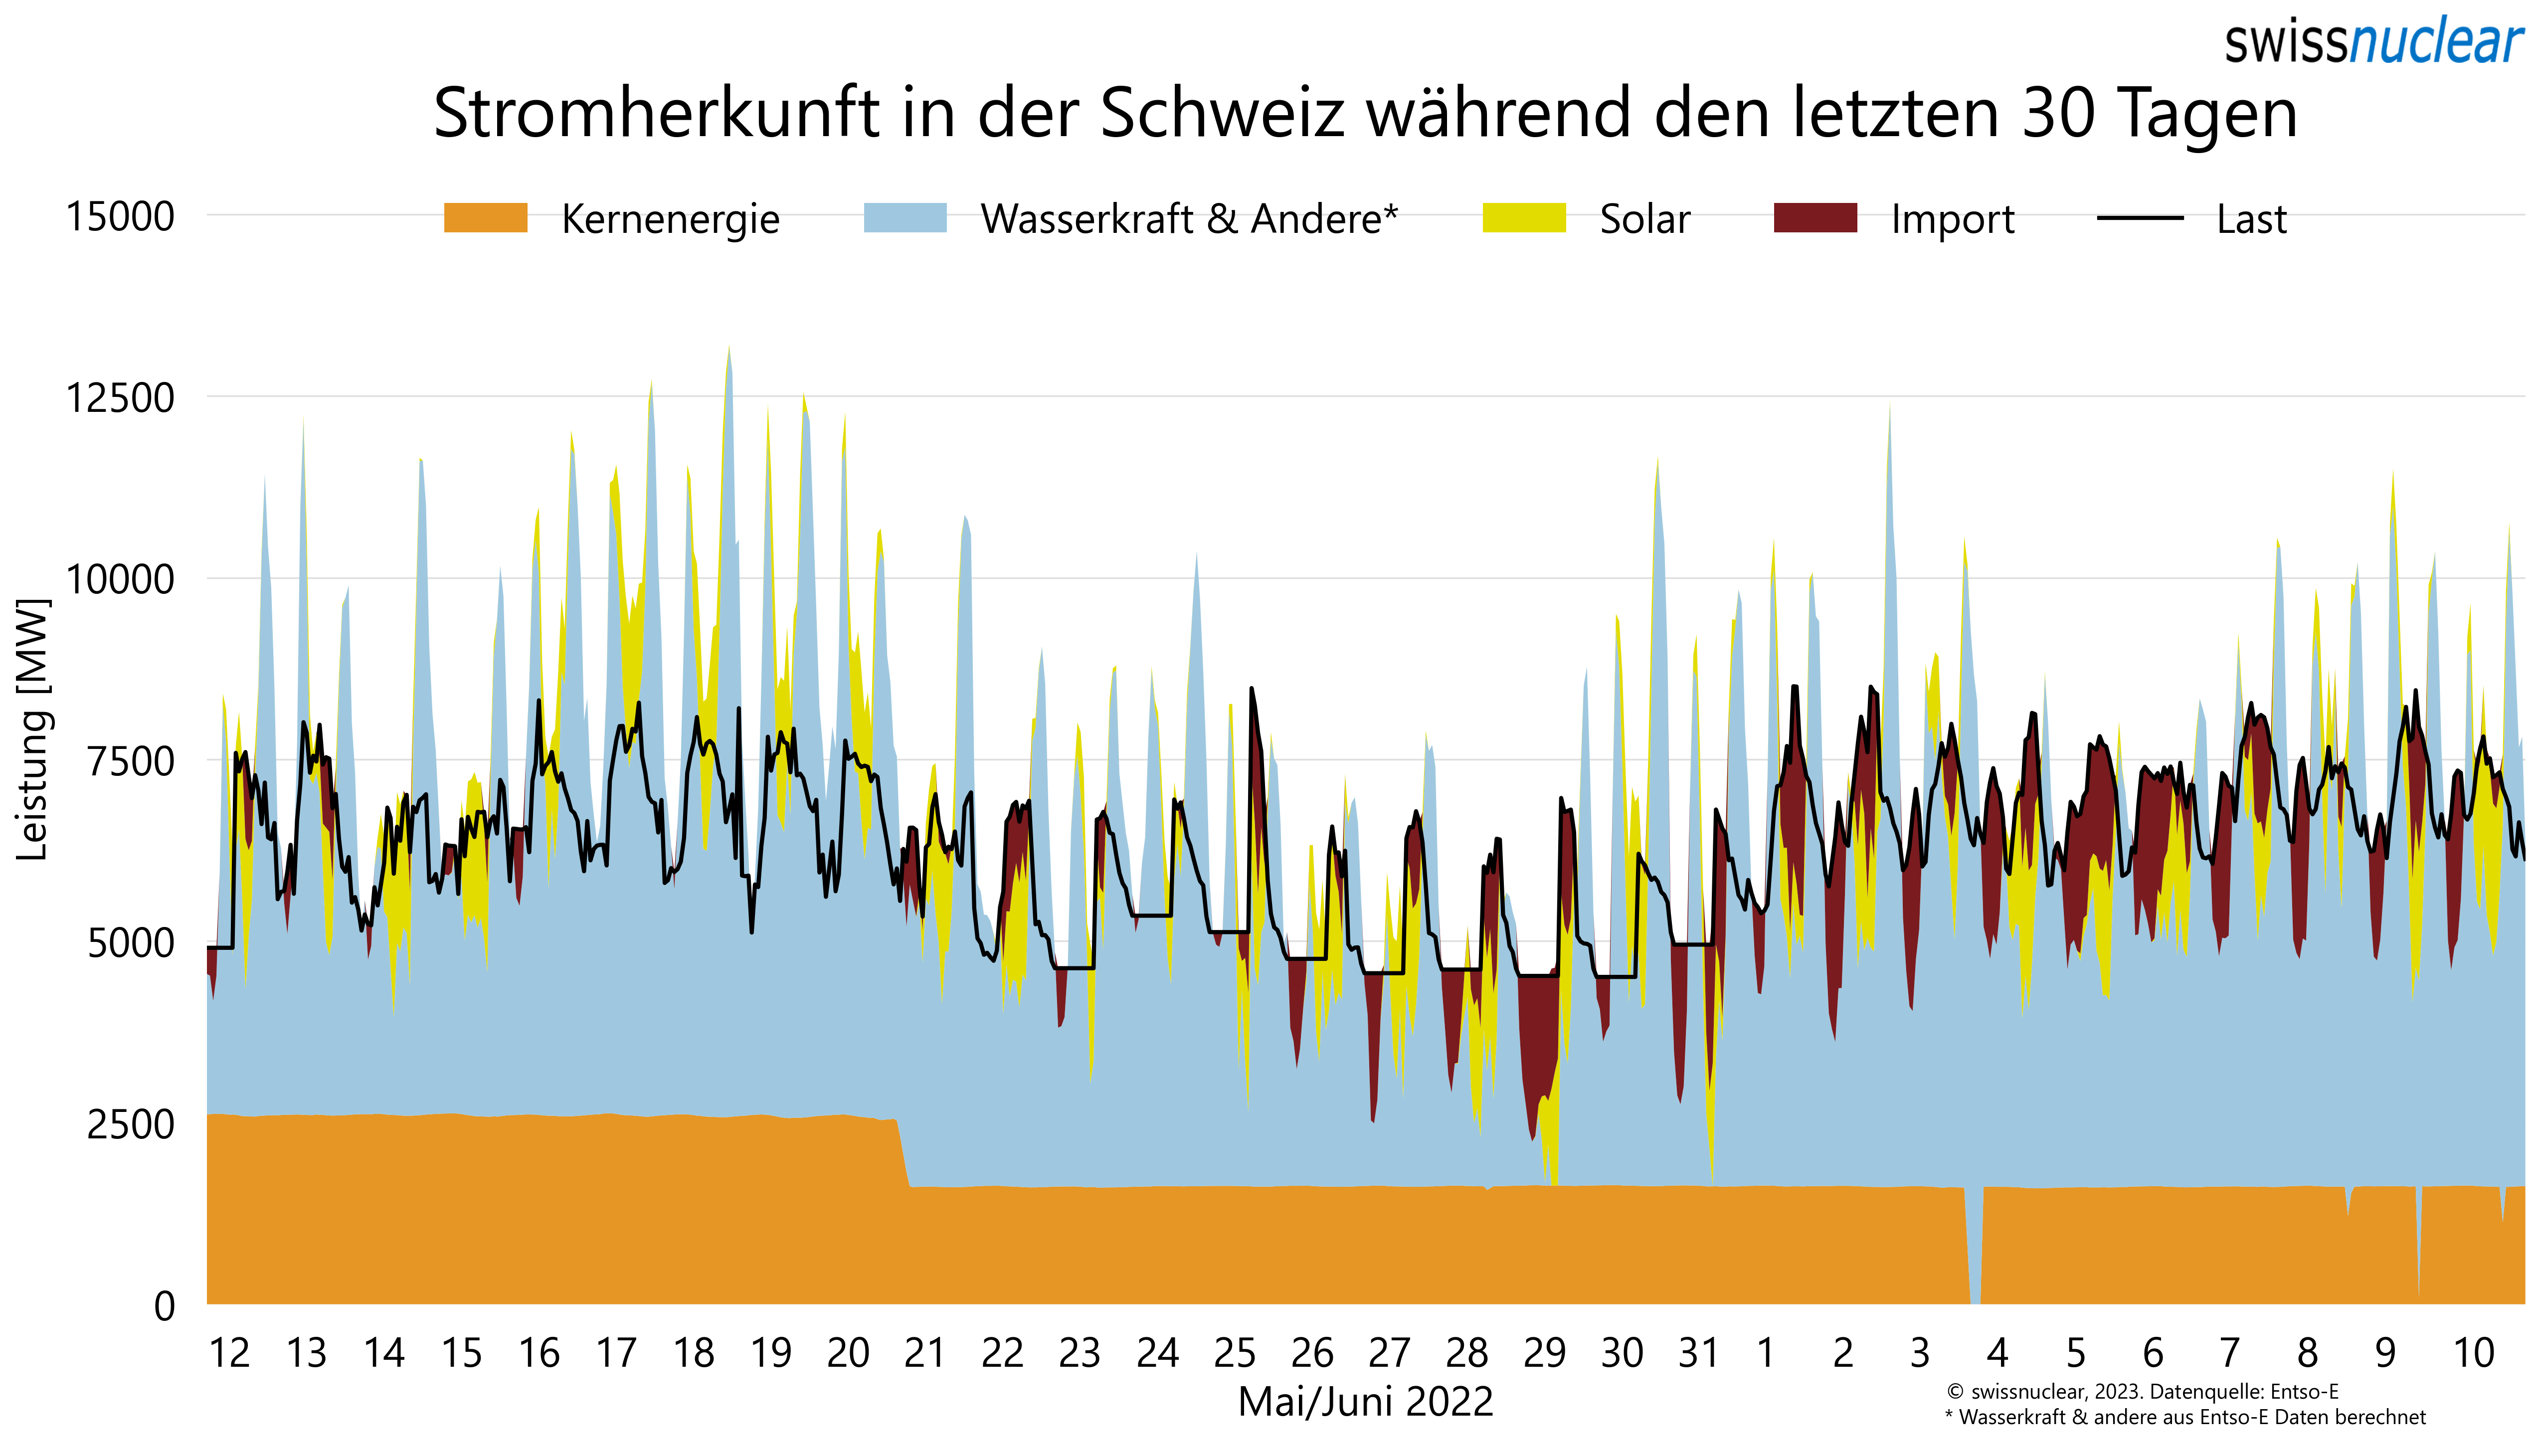 swissnuclear
Stromherkunft in der Schweiz während den letzten 30 Tagen
Kernenergie Wasserkraft & Andere* Solar Import Last
15000
12500
10000
7500
5000
2500
0
Leistung [MW]
12 13 14 15 16 17 18 19 20 21 22 23 24 25 26 27 28 29 30 31 1 2 3 4 5 6 7 8 9 10
Mai/Juni 2022
© swissnuclear, 2023. Datenquelle: Entso-E
* Wasserkraft & andere aus Entso-E Daten berechnet